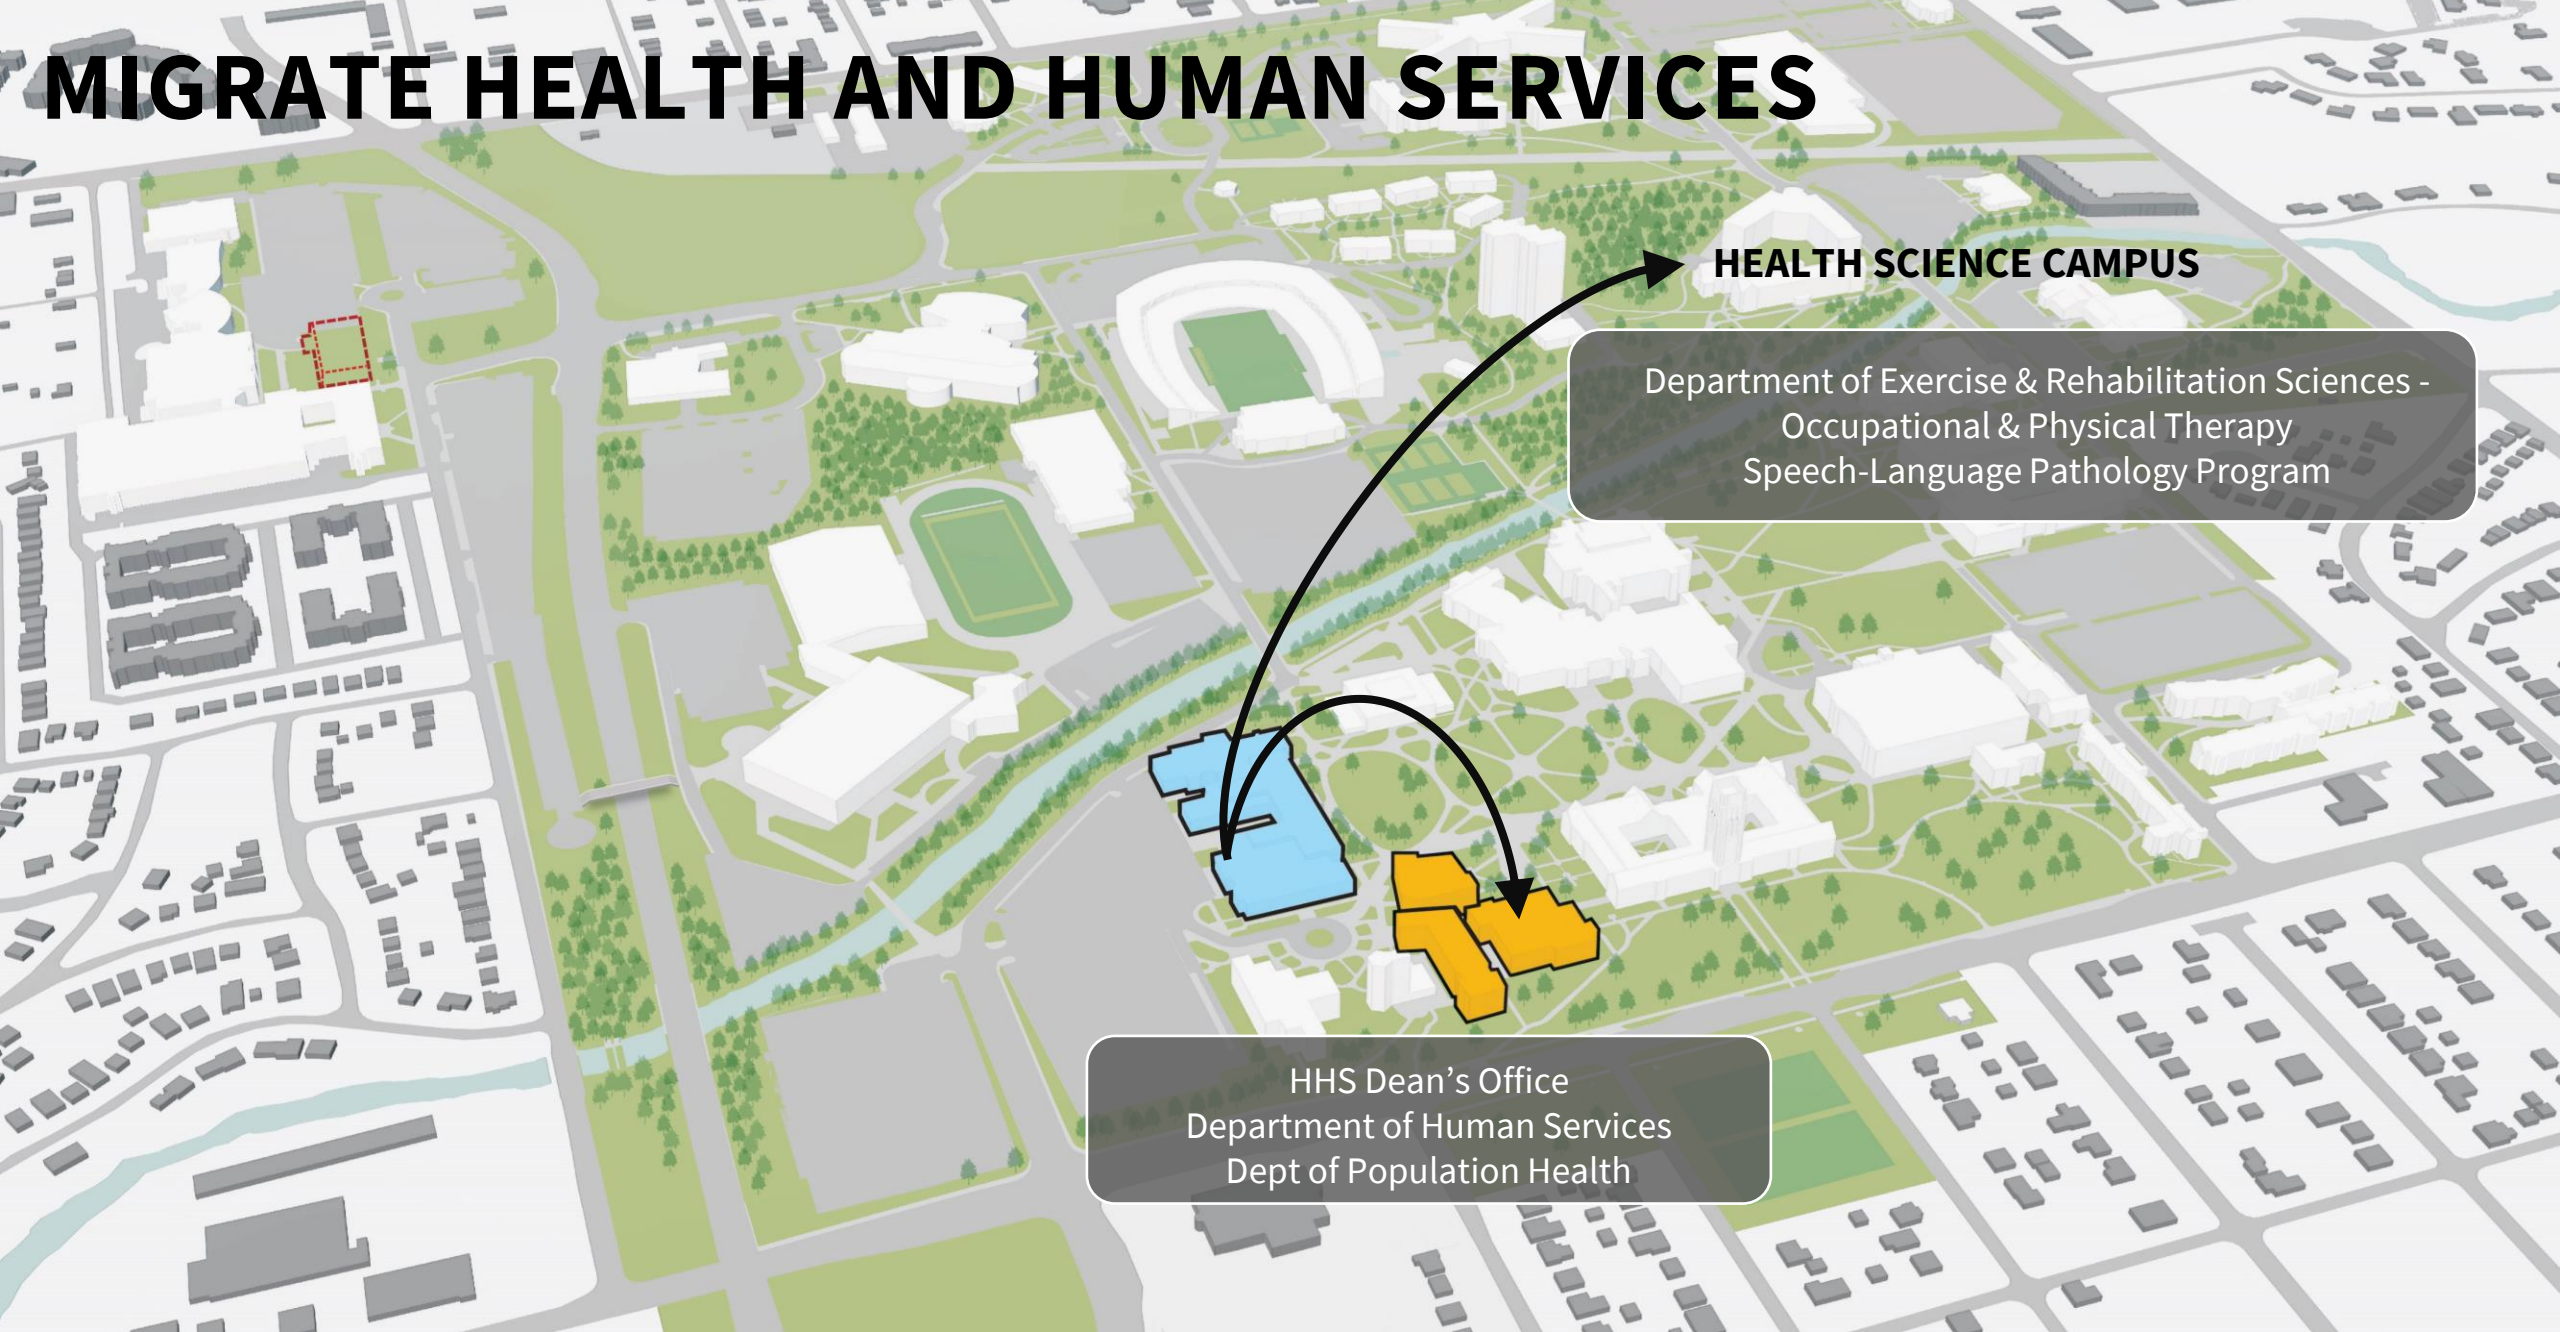 MIGRATE HEALTH AND HUMAN SERVICES
HEALTH SCIENCE CAMPUS
Department of Exercise & Rehabilitation Sciences -
Occupational & Physical Therapy
Speech-Language Pathology Program
HHS Dean’s Office
Department of Human Services
Dept of Population Health